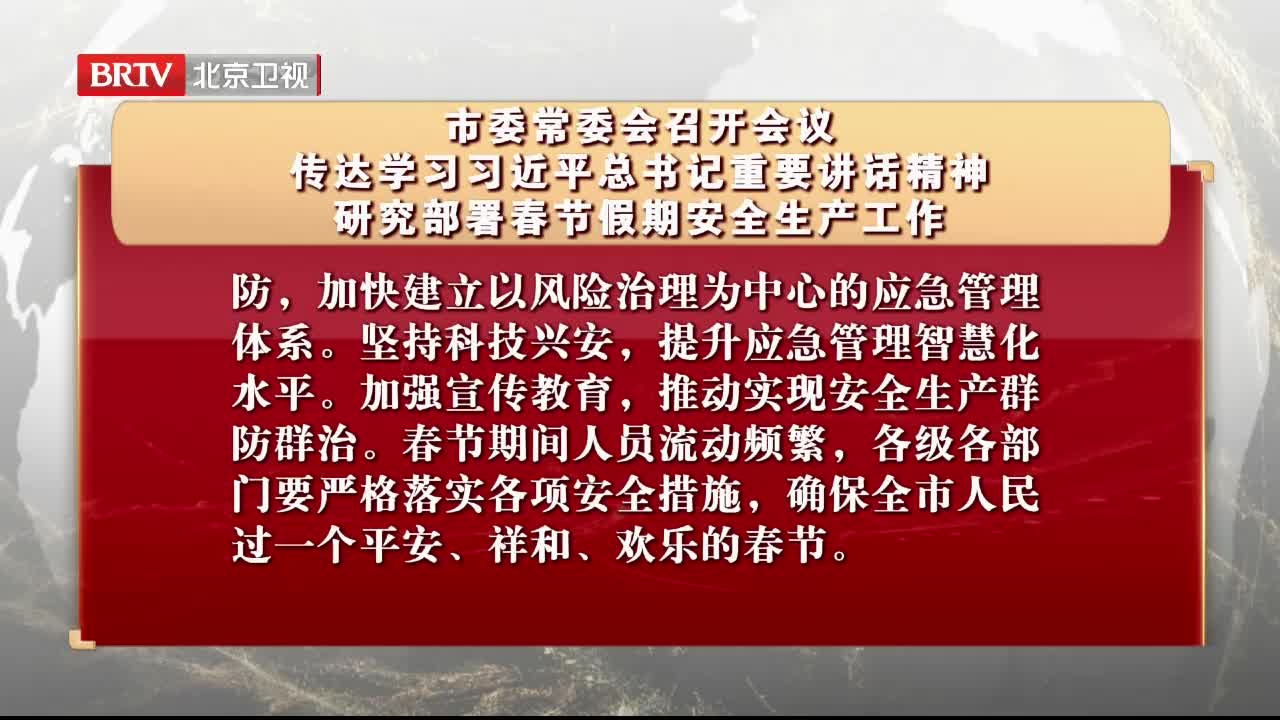 BRTV 北京卫视
市委常委会召开会议
传达学习习近平总书记重要讲话精神
研究部署春节假期安全生产工作
防，加快建立以风险治理为中心的应急管理
体系。坚持科技兴安，提升应急管理智慧化
水平。加强宣传教育，推动实现安全生产群
防群治。春节期间人员流动频繁，各级各部
门要严格落实各项安全措施，确保全市人民
过一个平安、祥和、欢乐的春节。